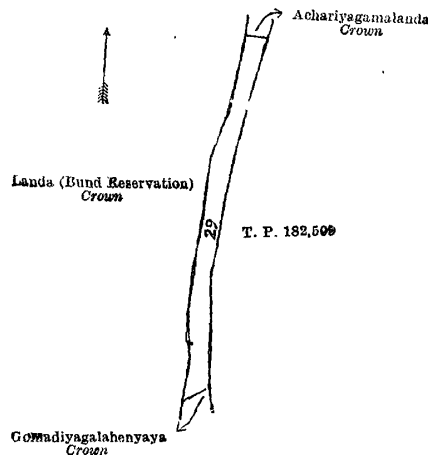 Achariyagamalanda
Crown
Landa (Bund Reservation)
Crown
29
T. P. 182,509
Gomadiyagalahenyaya
Crown